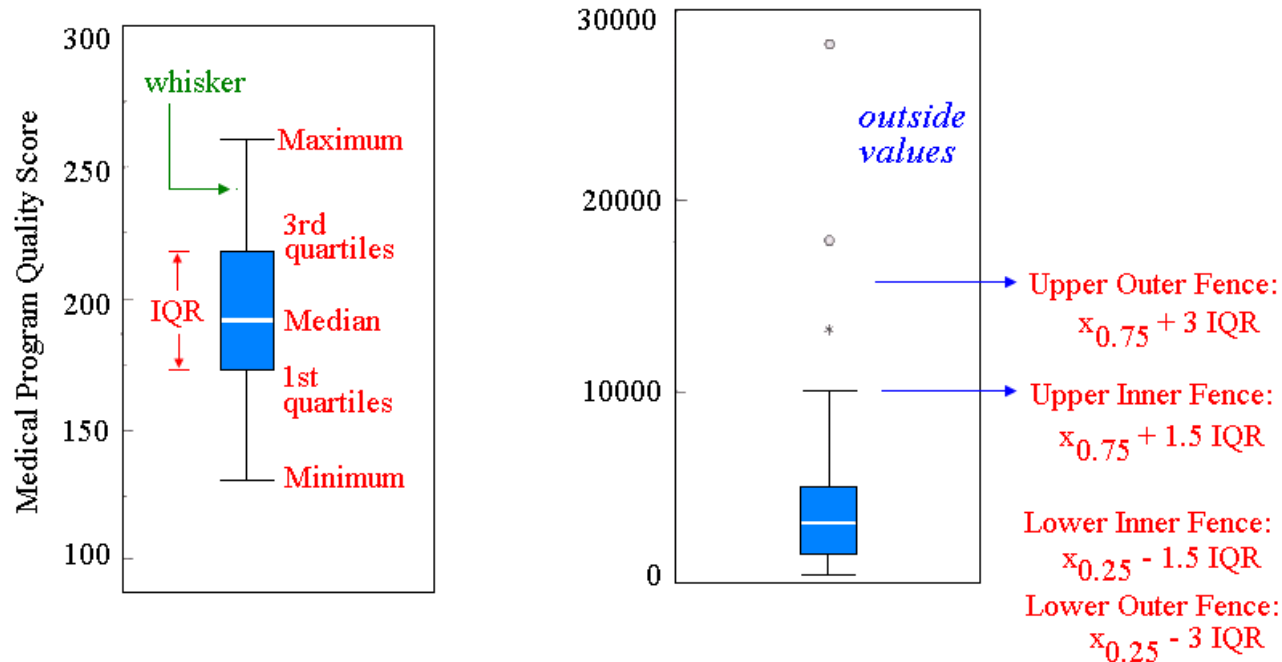 Medical Program Quality Score
300
250
200
150
100
whisker
Maximum
3rd
quartiles
IQR
Median
1st
quartiles
Minimum
30000
20000
10000
0
outside
values
Upper Outer Fence:
x0.75 + 3 IQR
Upper Inner Fence:
x0.75 + 1.5 IQR
Lower Inner Fence:
x0.25 - 1.5 IQR
Lower Outer Fence:
x0.25 - 3 IQR